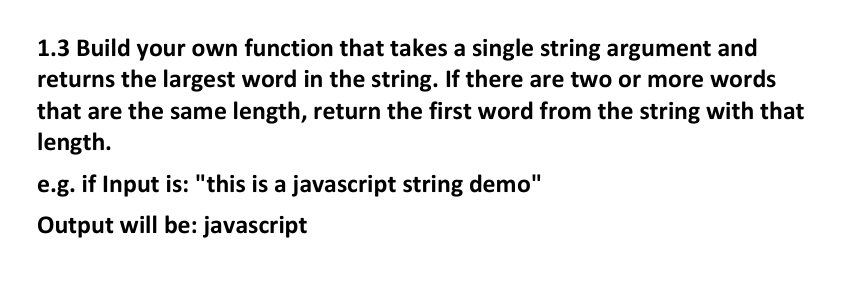 1.3 Build your own function that takes a single string argument and
returns the largest word in the string. If there are two or more words
that are the same length, return the first word from the string with that
length.
e.g. if Input is: "this is a javascript string demo"
Output will be: javascript